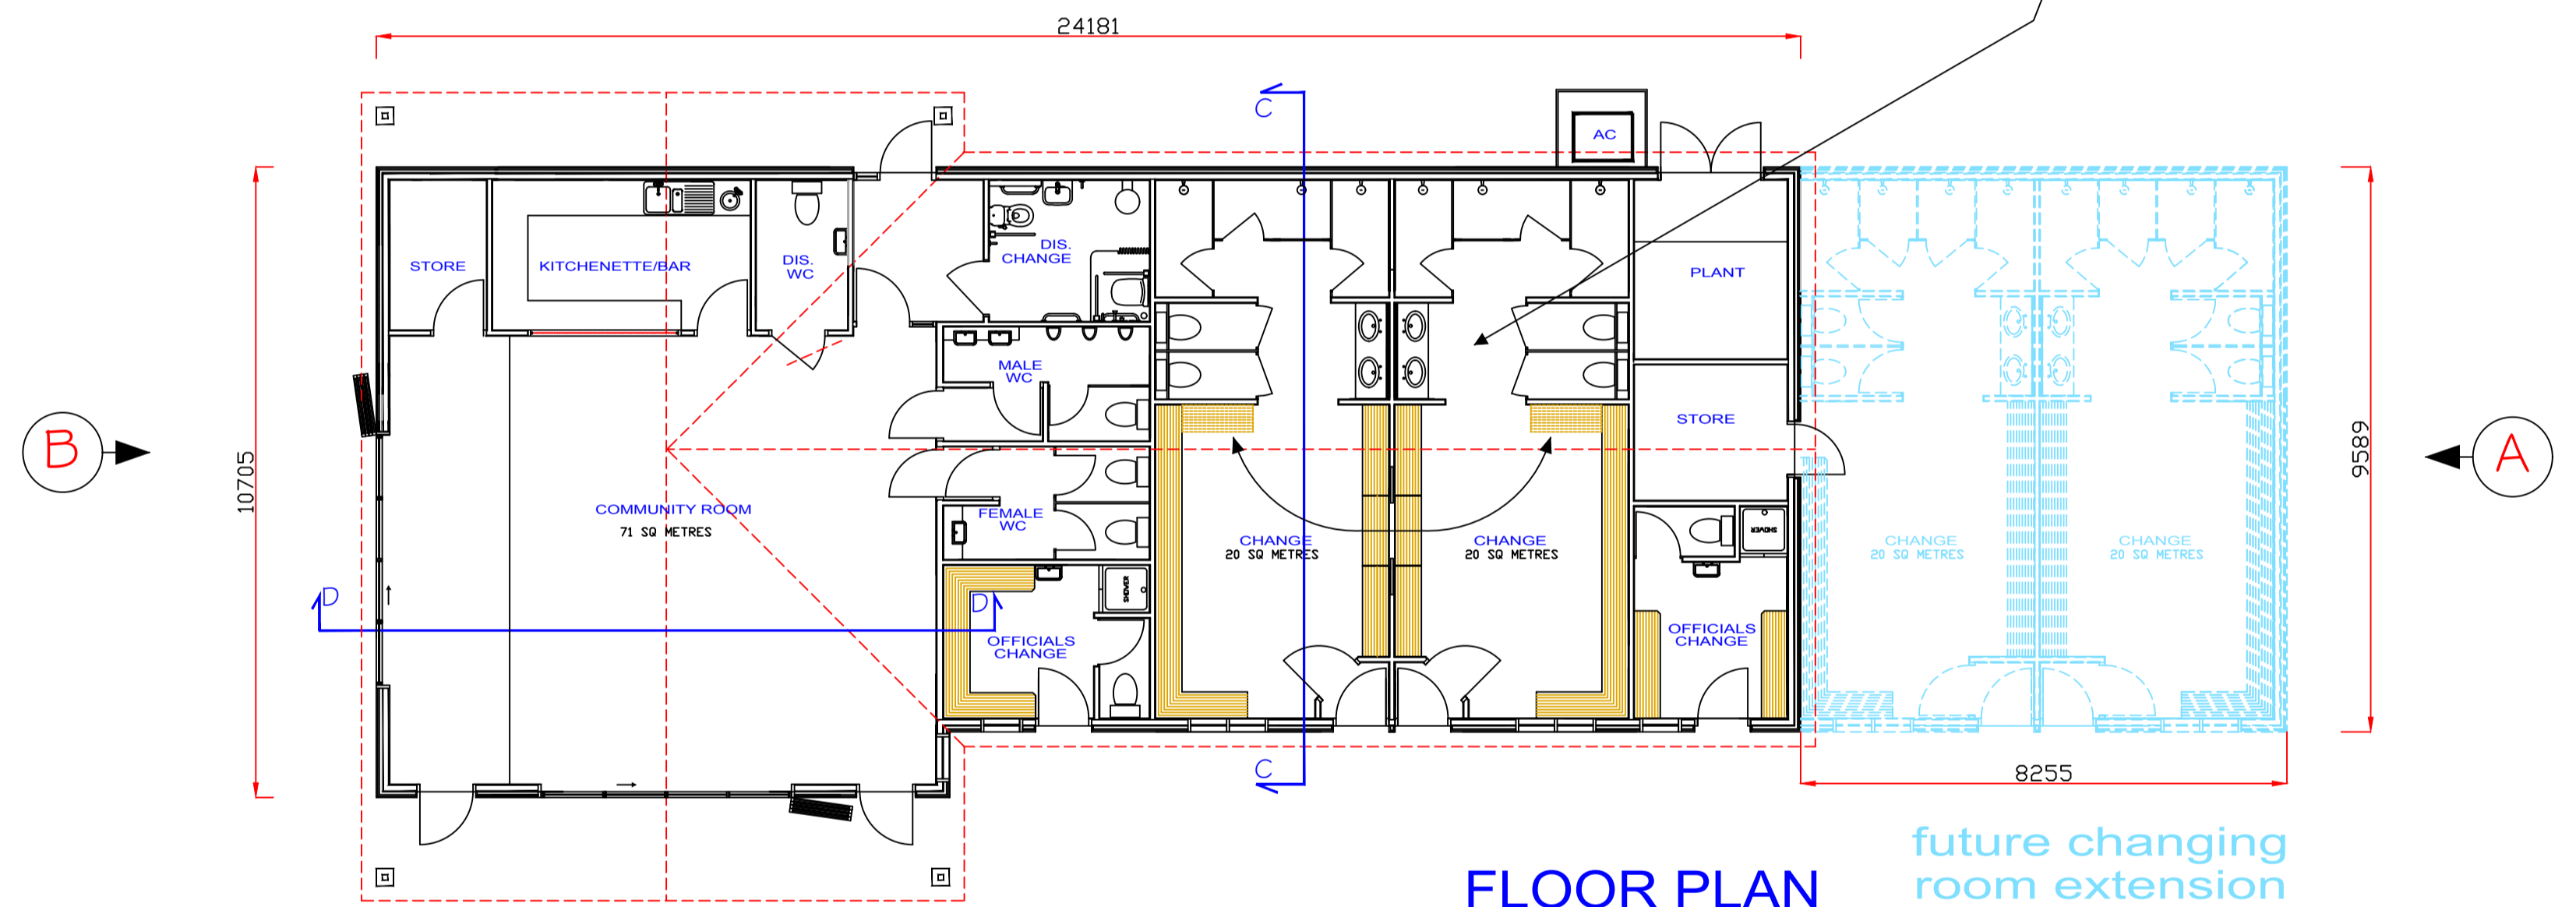 24181
C
AC
STORE
KITCHENETTE/BAR
DIS.
WC
DIS.
CHANGE
PLANT
MALE
WC
STORE
B
A
10705
9589
COMMUNITY ROOM
71 SQ METRES
FEMALE
WC
CHANGE
20 SQ METRES
CHANGE
20 SQ METRES
SHOWER
CHANGE
20 SQ METRES
CHANGE
20 SQ METRES
D
D
SHOWER
OFFICIALS
CHANGE
OFFICIALS
CHANGE
C
8255
FLOOR PLAN
future changing
room extension